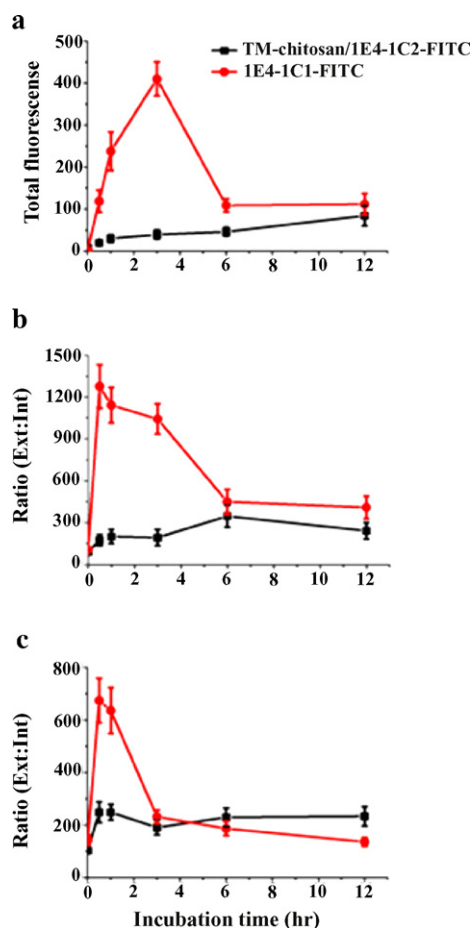 a
TM-chitosan/1E4-1C2-FITC
1E4-1C1-FITC
Total fluorescense
500
400
300
200
100
0
0 2 4 6 8 10 12
b
Ratio (Ext:Int)
1500
1200
900
600
300
0
0 2 4 6 8 10 12
c
Ratio (Ext:Int)
800
600
400
200
0
0 2 4 6 8 10 12
Incubation time (hr)